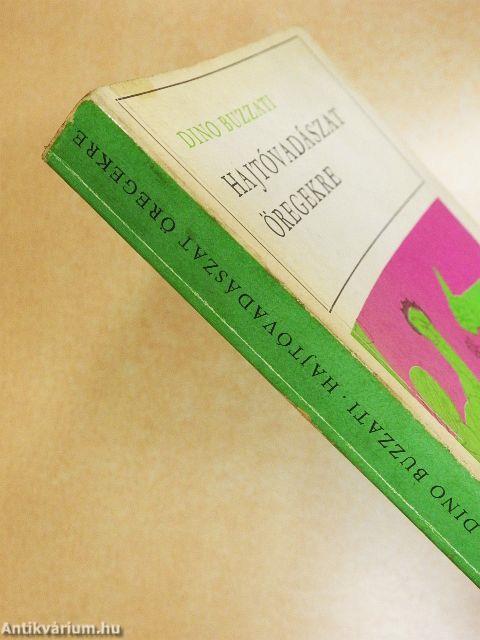 DINO BUZZATI
HAJTÓVADÁSZAT
ÖREGEKRE
DINO BUZZATI · HAJTÓVADÁSZAT ÖREGEKRE
Antikvárium.hu